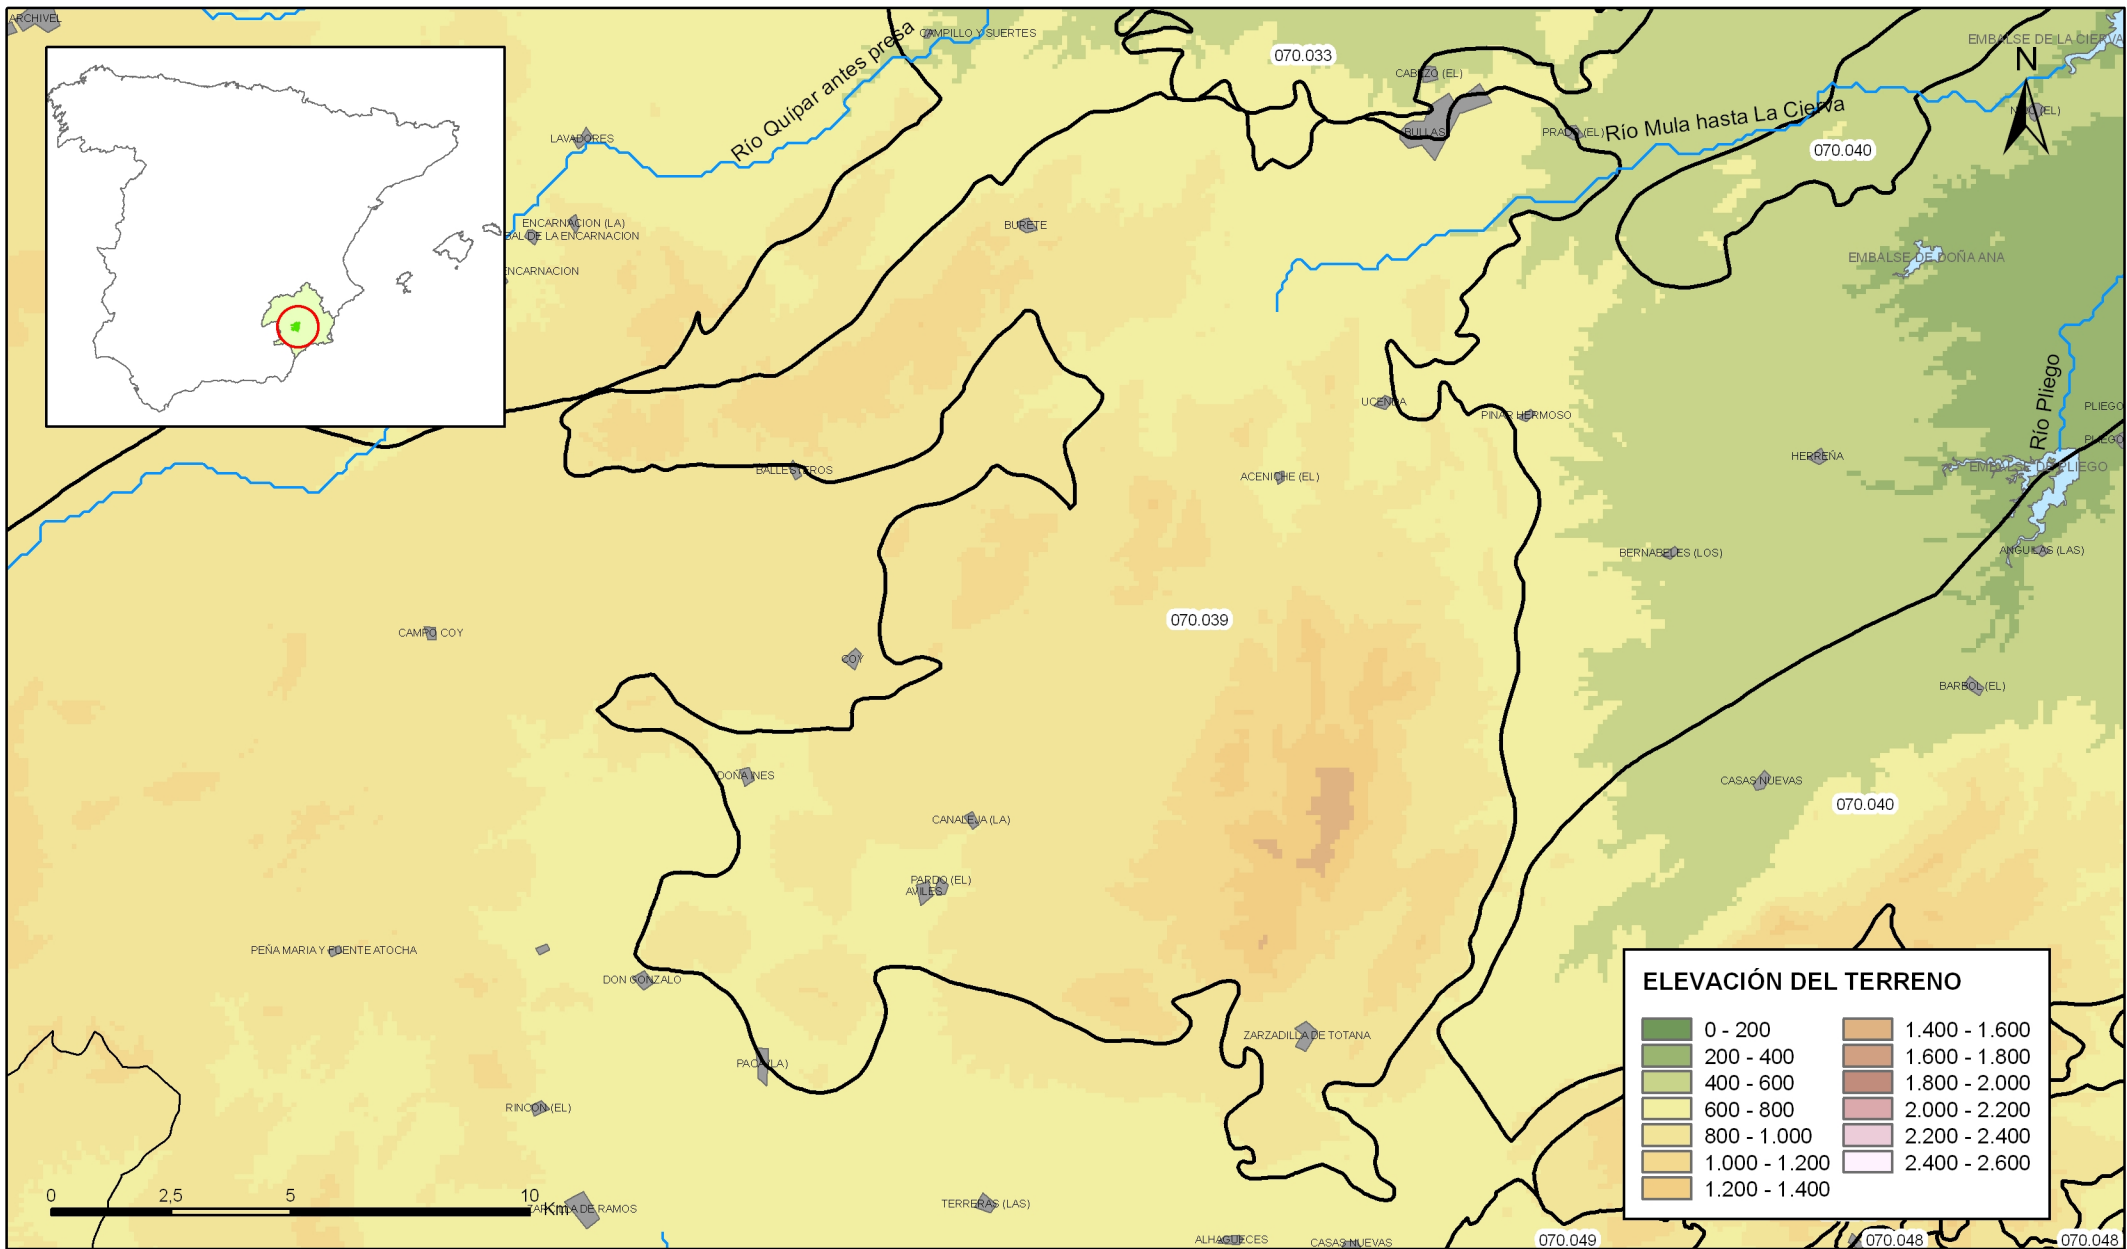 ARCHIVEL
CAMPILLO Y SUERTES
070.033
EMBALSE DE LA CIERVA
N
CABEZO (EL)
Río Quípar antes presa
Río Mula hasta La Cierva
LAVADORES
BULLAS
PRADO (EL)
070.040
ENCARNACION (LA)
BAL DE LA ENCARNACION
BURETE
ENCARNACION
EMBALSE DE DOÑA ANA
Río Pliego
UCENDA
PINAR HERMOSO
PLIEGO
PLIEGO
BALLESTEROS
ACENICHE (EL)
HERREÑA
EMBALSE DE PLIEGO
BERNABELES (LOS)
ANGUILAS (LAS)
070.039
CAMPO COY
COY
BARBOL (EL)
DOÑA INES
CASAS NUEVAS
070.040
CANALEJA (LA)
PARDO (EL)
AVILES
PEÑA MARIA Y FUENTE ATOCHA
DON GONZALO
ZARZADILLA DE TOTANA
PACA (LA)
RINCON (EL)
TERRERAS (LAS)
ZARCILLA DE RAMOS
ALHAGUECES
CASAS NUEVAS
070.049
070.048
070.048
0 2,5 5 10
Km
ELEVACIÓN DEL TERRENO
0 - 200
200 - 400
400 - 600
600 - 800
800 - 1.000
1.000 - 1.200
1.200 - 1.400
1.400 - 1.600
1.600 - 1.800
1.800 - 2.000
2.000 - 2.200
2.200 - 2.400
2.400 - 2.600